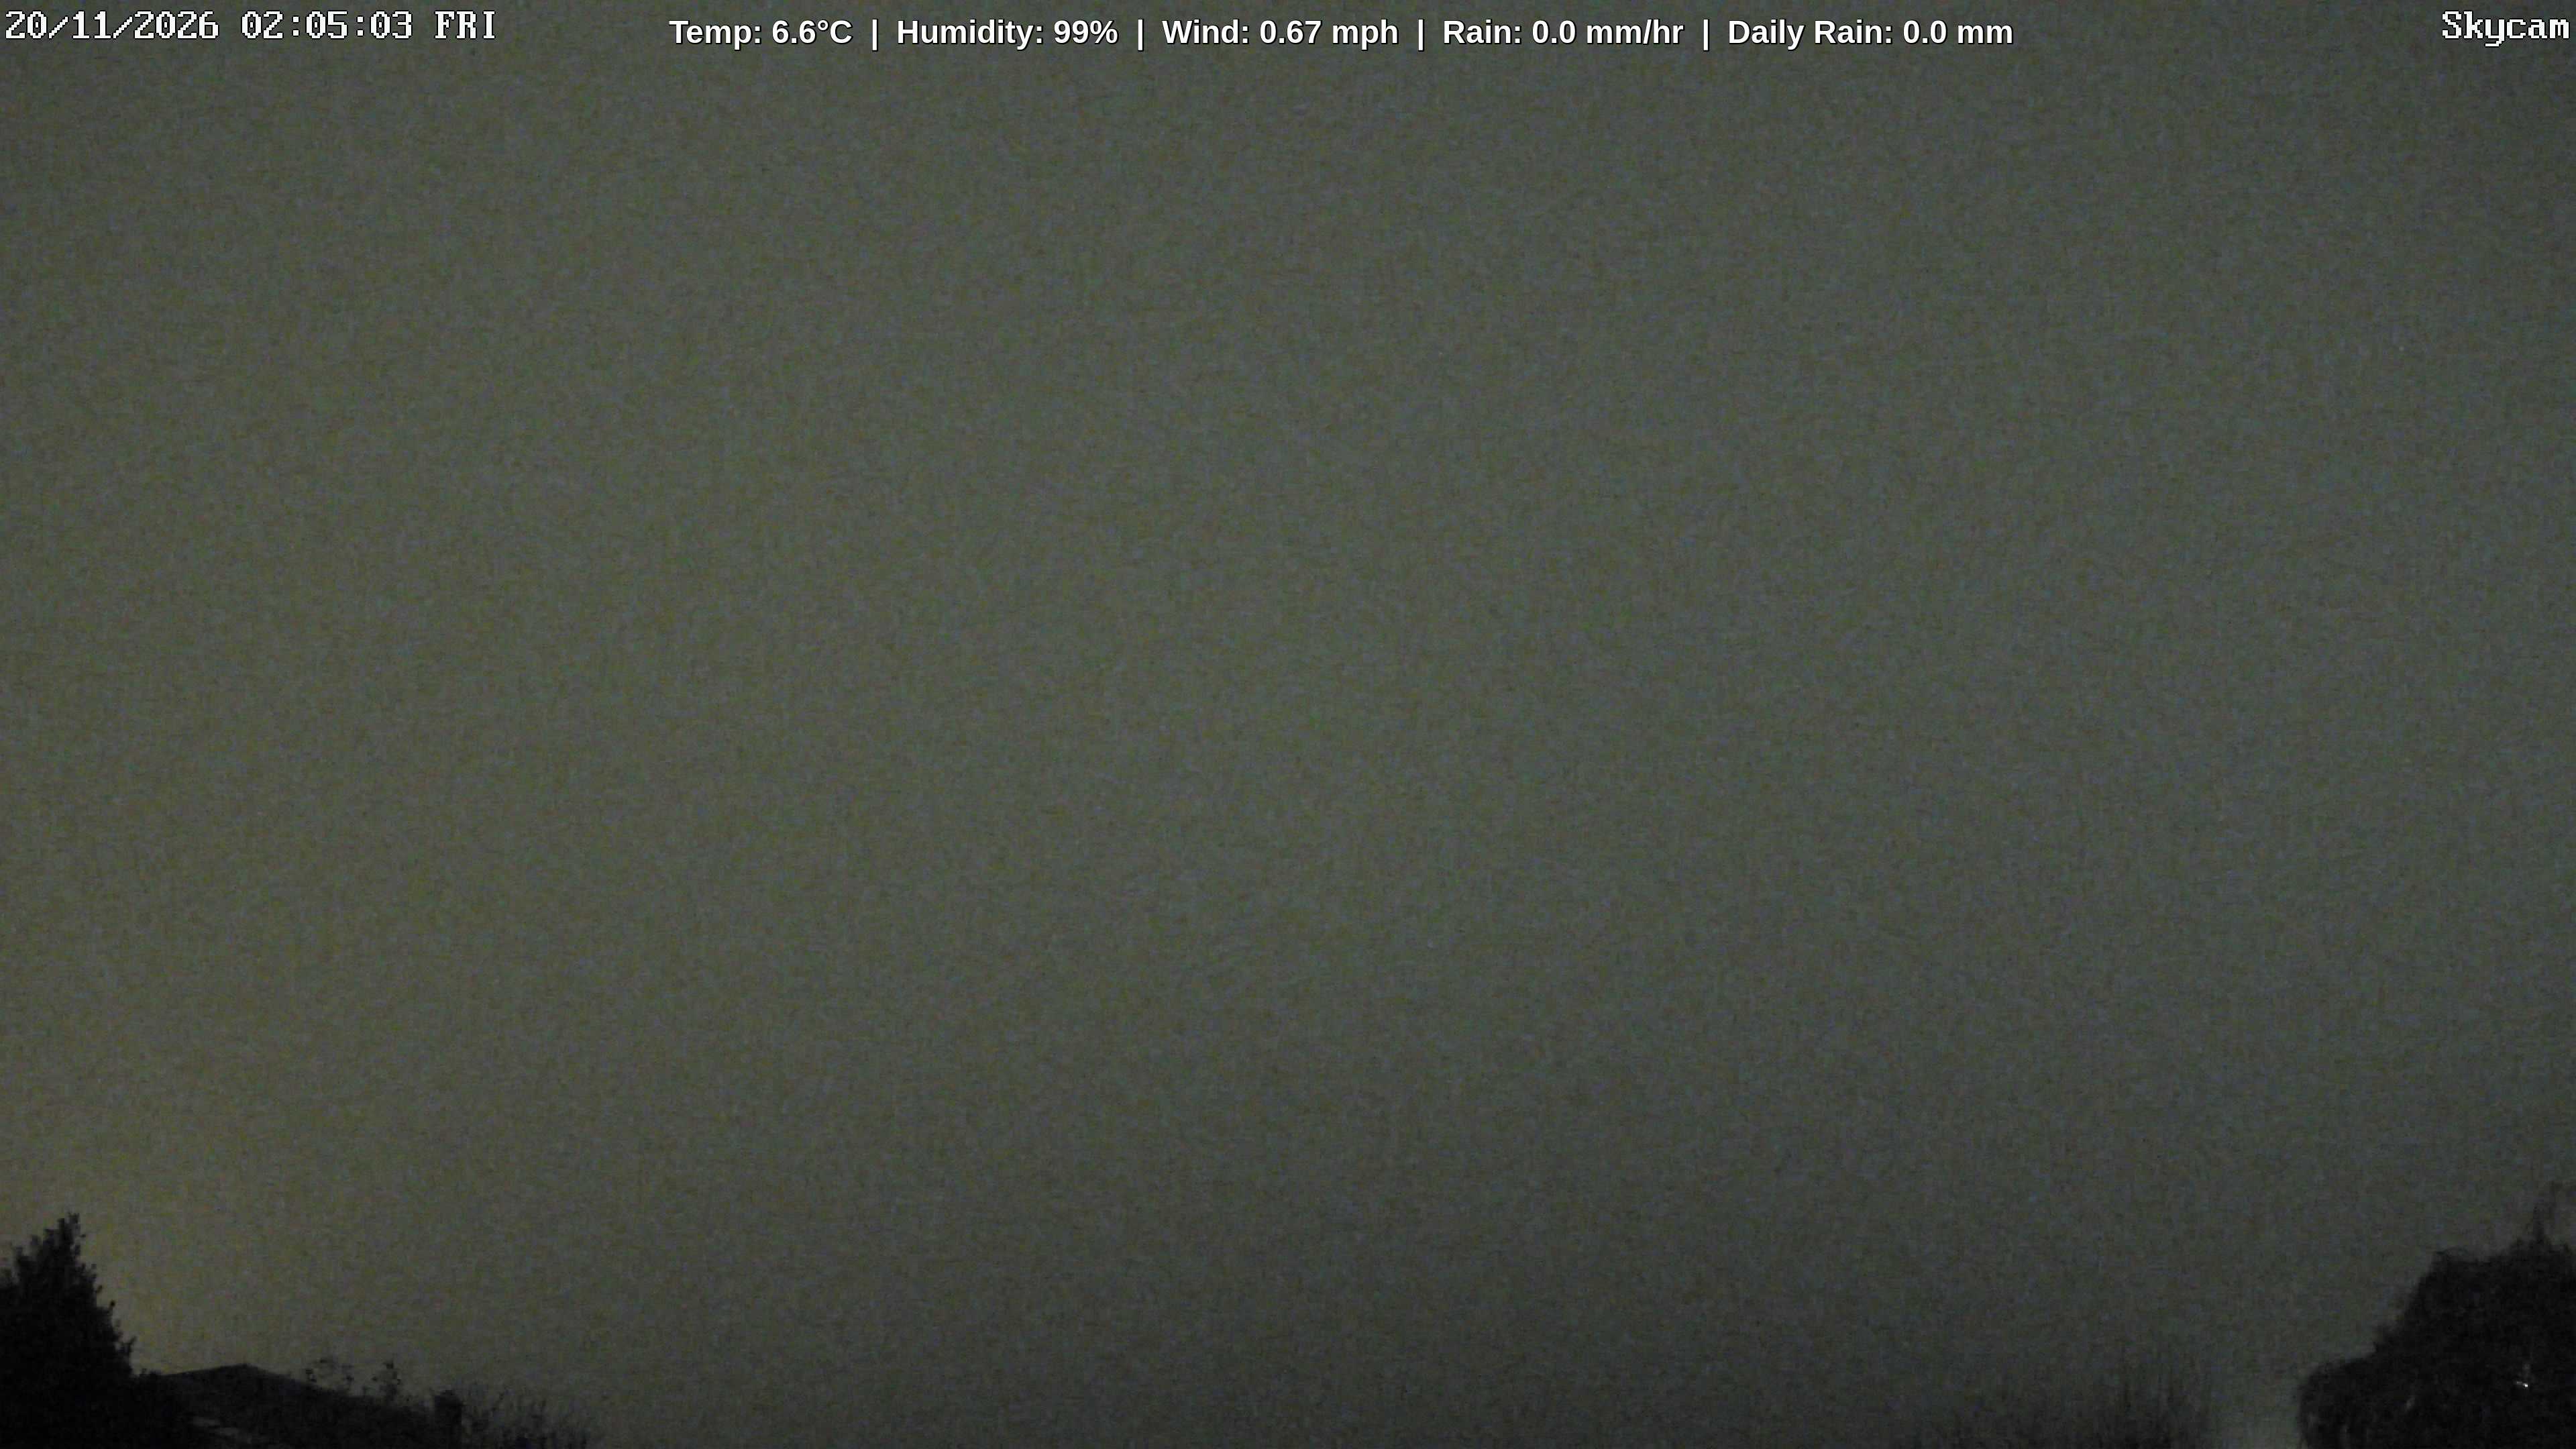 20/11/2026 02:05:03 FRI
Temp: 6.6°C | Humidity: 99% | Wind: 0.67 mph | Rain: 0.0 mm/hr | Daily Rain: 0.0 mm
Skycam